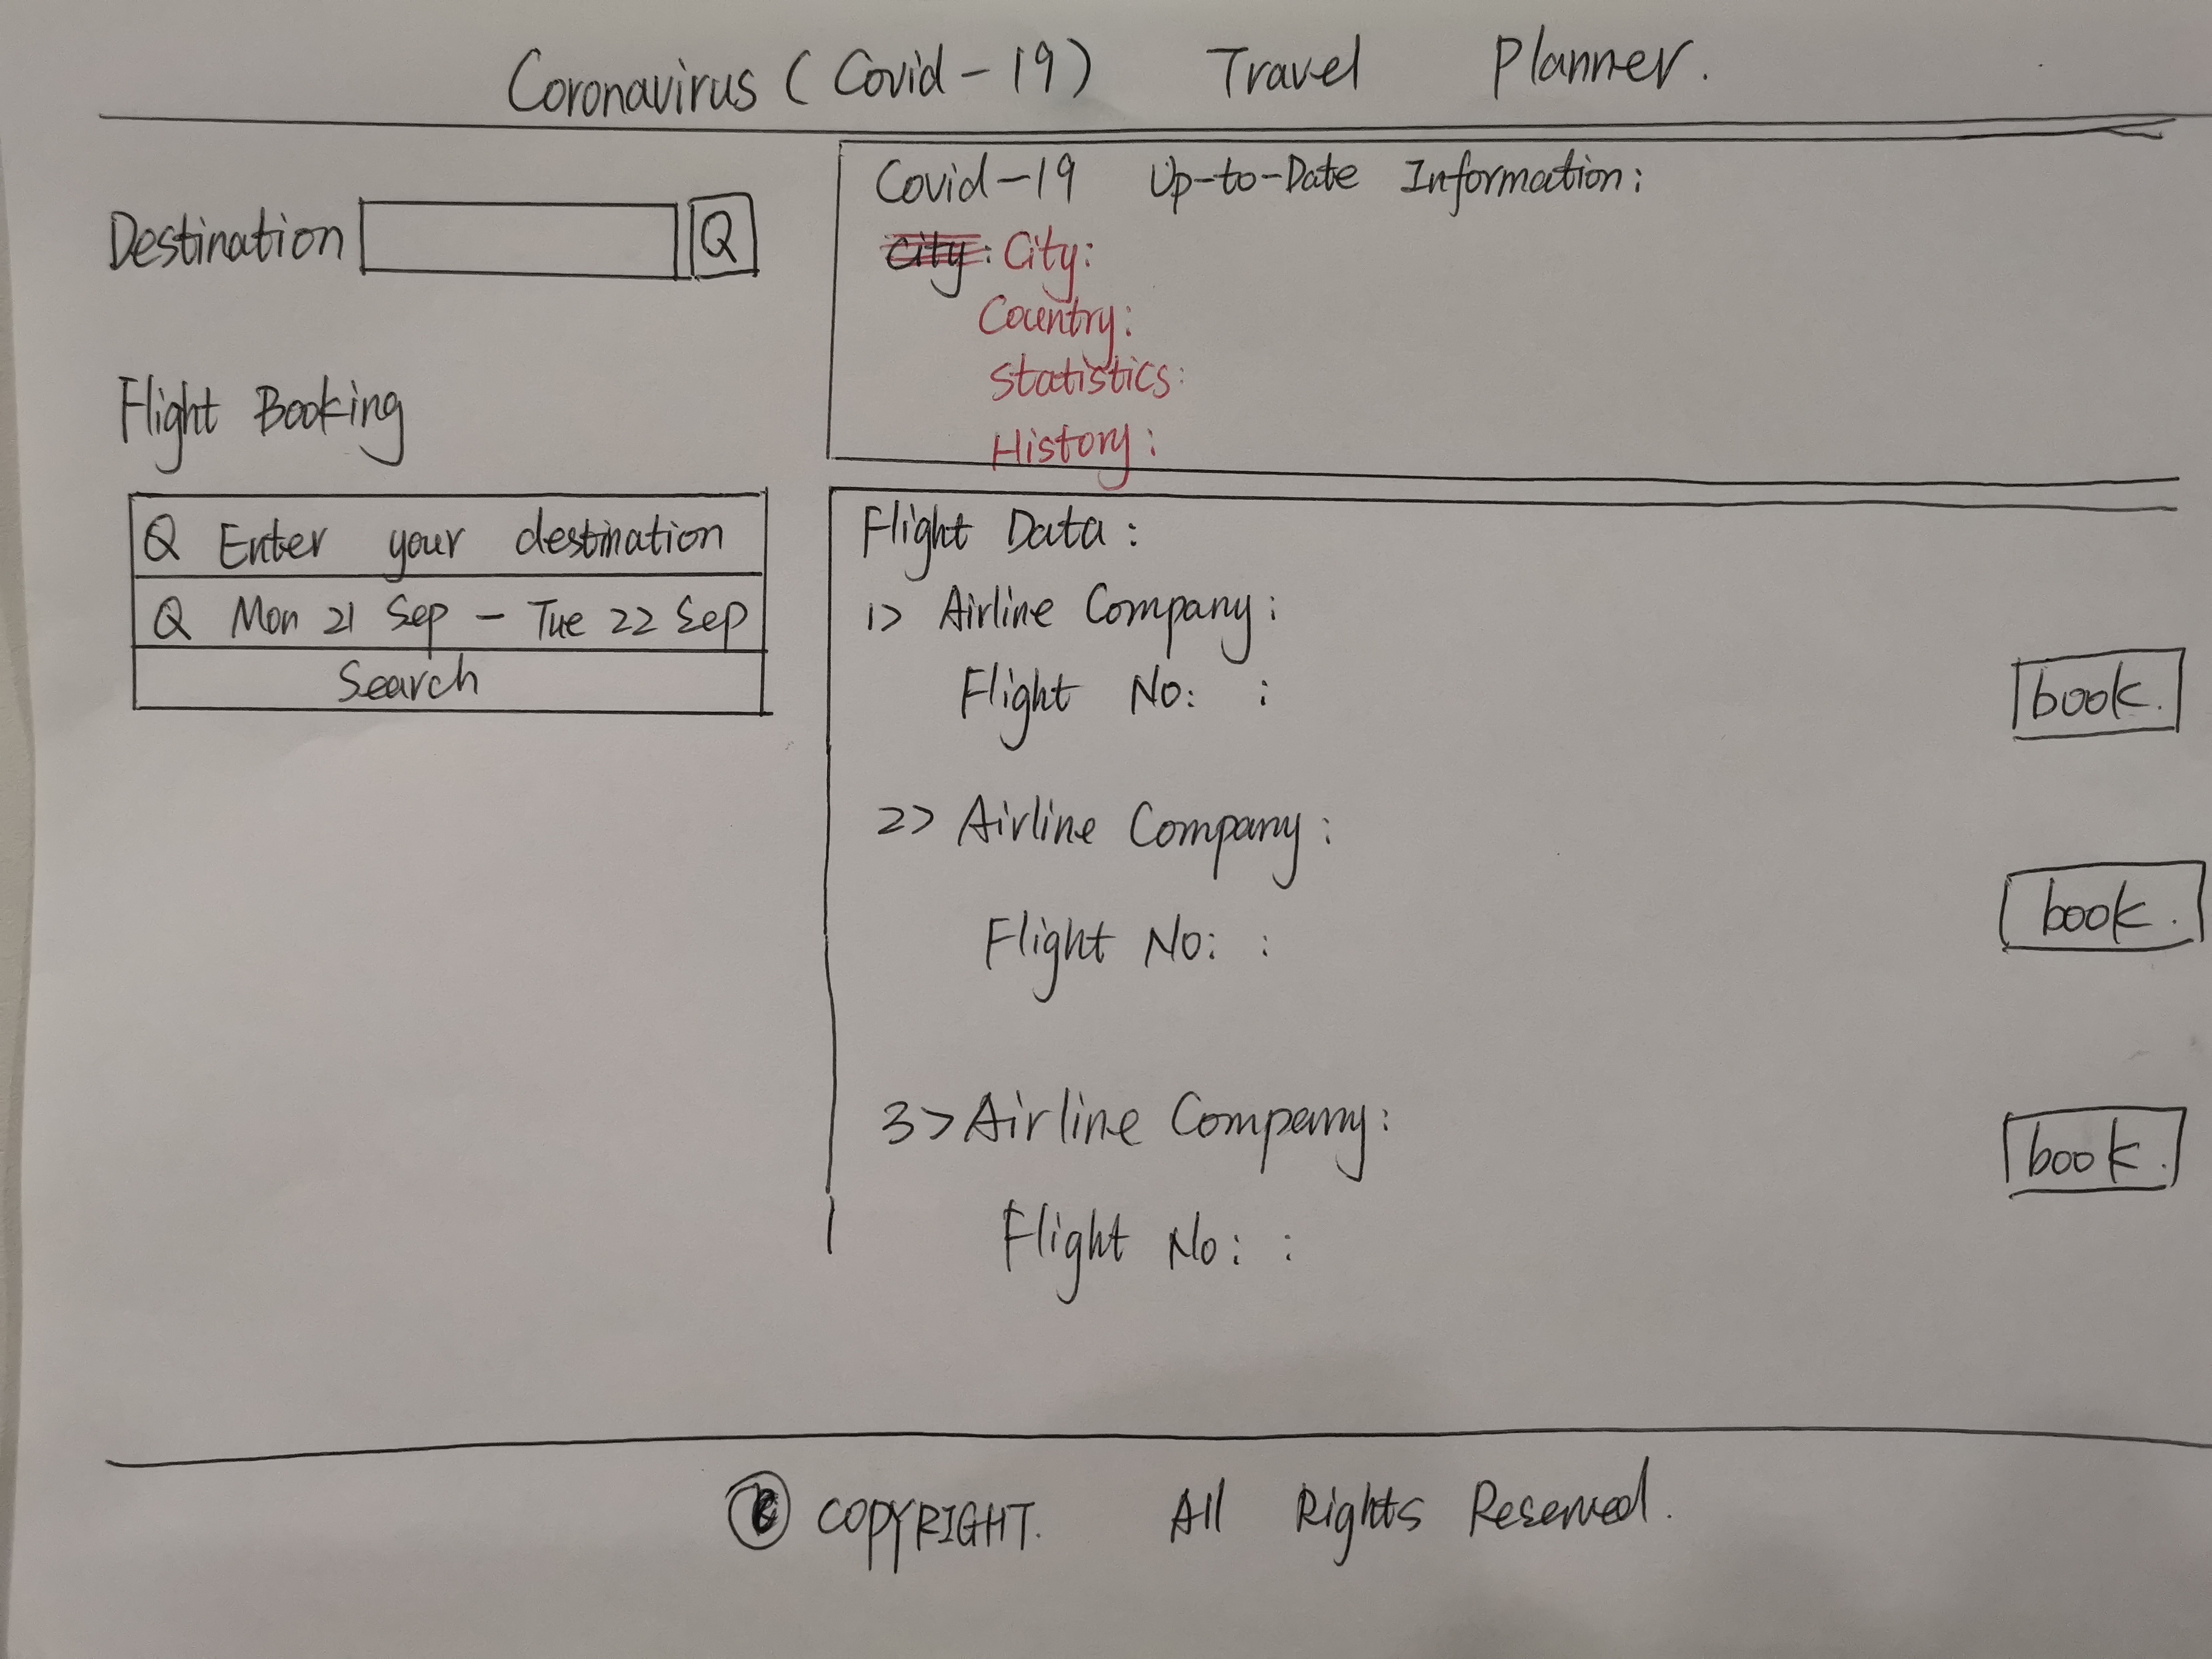 Coronavirus (Covid-19) Travel Planner.
Destination Q
Flight Booking
Q Enter your destination
Q Mon 21 Sep - Tue 22 Sep
Search
Covid-19 Up-to-Date Information:
City: City:
Country:
Statistics:
History:
Flight Data:
1> Airline Company:
Flight No: :
book.
2> Airline Company:
Flight No: :
book.
3> Airline Company:
Flight No: :
book.
© COPYRIGHT. All Rights Reserved.